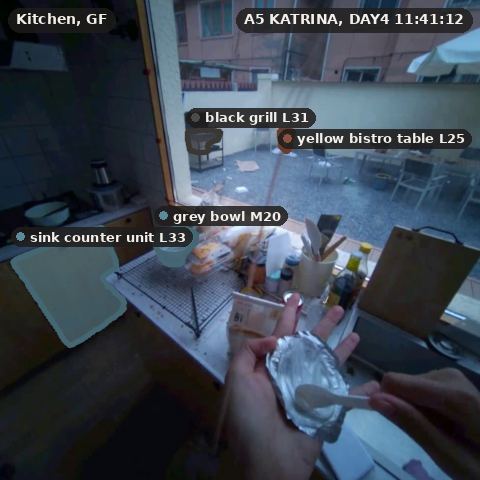 Kitchen, GF
A5 KATRINA, DAY4 11:41:12
black grill L31
yellow bistro table L25
grey bowl M20
sink counter unit L33